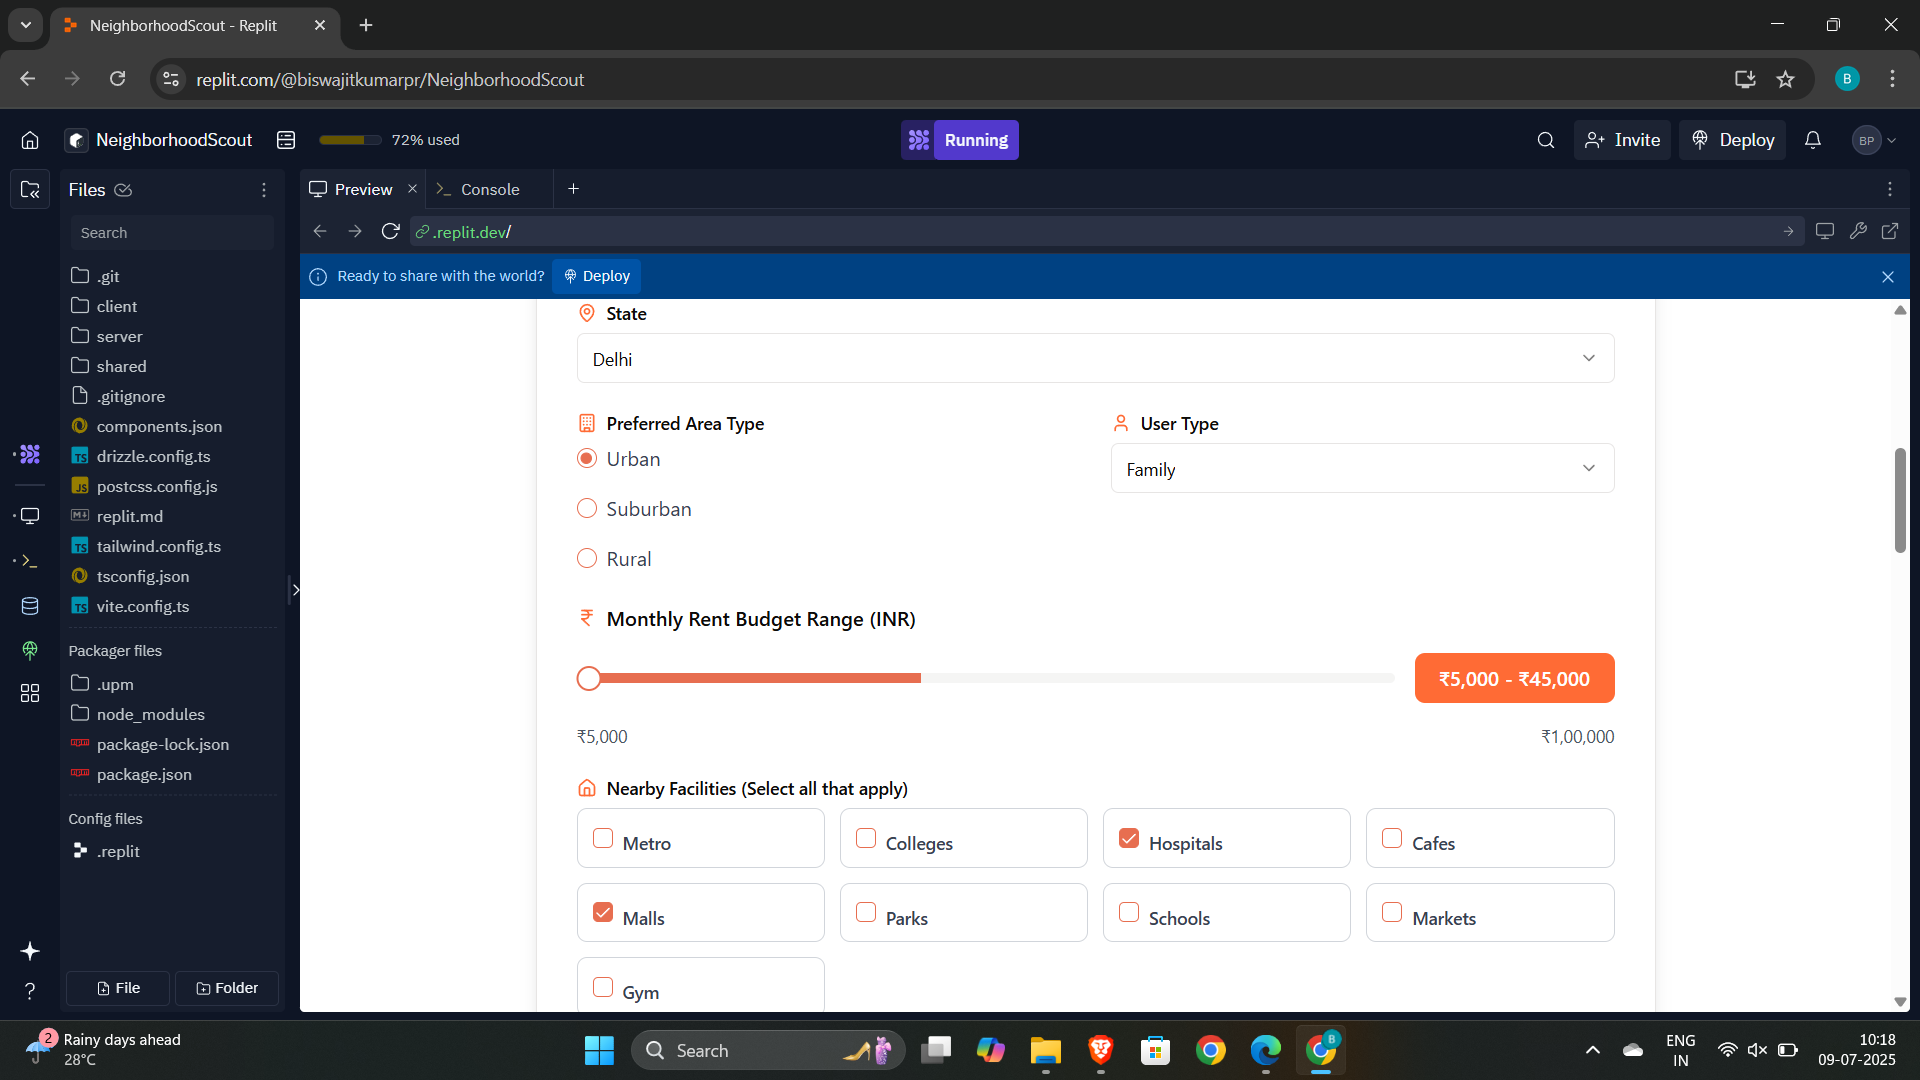 NeighborhoodScout - Replit
replit.com/@biswajitkumarpr/NeighborhoodScout
B
NeighborhoodScout
72% used
Running
Invite
Deploy
BP
Files
Preview
Console
Search
.replit.dev/
Ready to share with the world?
Deploy
.git
client
server
shared
.gitignore
components.json
TS drizzle.config.ts
JS postcss.config.js
replit.md
TS tailwind.config.ts
tsconfig.json
TS vite.config.ts
Packager files
.upm
node_modules
npm package-lock.json
npm package.json
Config files
.replit
File
Folder
State
Delhi
Preferred Area Type
User Type
Urban
Family
Suburban
Rural
₹ Monthly Rent Budget Range (INR)
₹5,000 - ₹45,000
₹5,000
₹1,00,000
Nearby Facilities (Select all that apply)
Metro
Colleges
Hospitals
Cafes
Malls
Parks
Schools
Markets
Gym
2
Rainy days ahead
28°C
Search
B
ENG
IN
10:18
09-07-2025